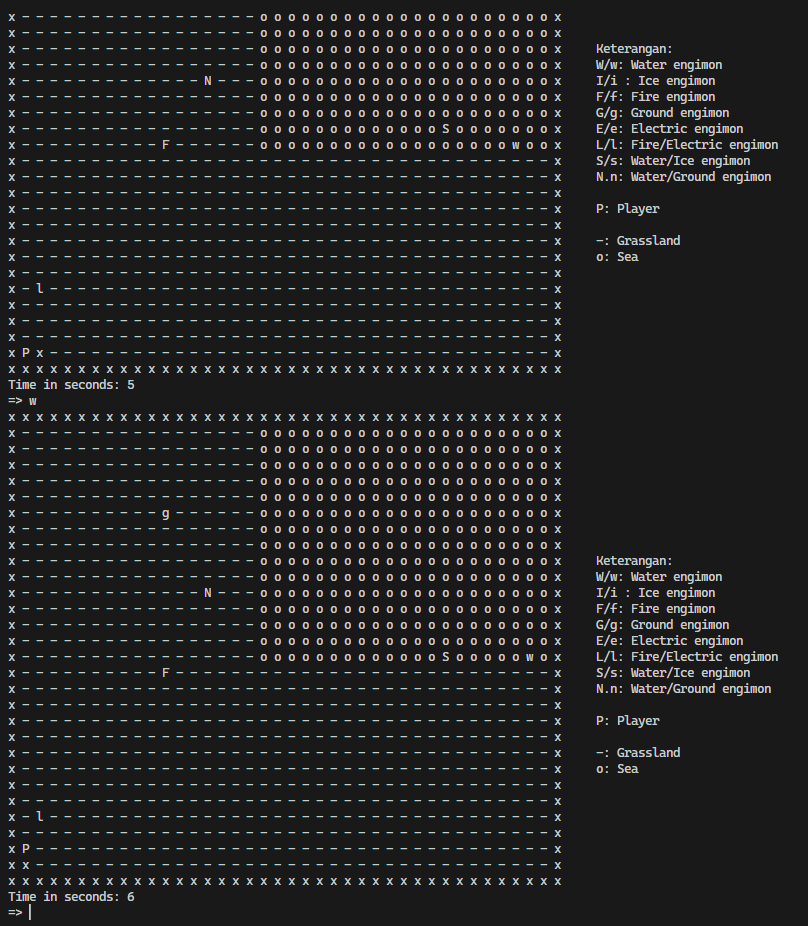 x - - - - - - - - - - - - - - - - - o o o o o o o o o o o o o o o o o o o o o x
x - - - - - - - - - - - - - - - - - o o o o o o o o o o o o o o o o o o o o o x
x - - - - - - - - - - - - - - - - - o o o o o o o o o o o o o o o o o o o o o x Keterangan:
x - - - - - - - - - - - - - - - - - o o o o o o o o o o o o o o o o o o o o o x W/w: Water engimon
x - - - - - - - - - - - - - N - - - o o o o o o o o o o o o o o o o o o o o o x I/i : Ice engimon
x - - - - - - - - - - - - - - - - - o o o o o o o o o o o o o o o o o o o o o x F/f: Fire engimon
x - - - - - - - - - - - - - - - - - o o o o o o o o o o o o o o o o o o o o o x G/g: Ground engimon
x - - - - - - - - - - - - - - - - - o o o o o o o o o o o o o S o o o o o o o x E/e: Electric engimon
x - - - - - - - - - - F - - - - - - o o o o o o o o o o o o o o o o o o w o o x L/l: Fire/Electric engimon
x - - - - - - - - - - - - - - - - - - - - - - - - - - - - - - - - - - - - - - x S/s: Water/Ice engimon
x - - - - - - - - - - - - - - - - - - - - - - - - - - - - - - - - - - - - - - x N.n: Water/Ground engimon
x - - - - - - - - - - - - - - - - - - - - - - - - - - - - - - - - - - - - - - x
x - - - - - - - - - - - - - - - - - - - - - - - - - - - - - - - - - - - - - - x P: Player
x - - - - - - - - - - - - - - - - - - - - - - - - - - - - - - - - - - - - - - x
x - - - - - - - - - - - - - - - - - - - - - - - - - - - - - - - - - - - - - - x -: Grassland
x - - - - - - - - - - - - - - - - - - - - - - - - - - - - - - - - - - - - - - x o: Sea
x - - - - - - - - - - - - - - - - - - - - - - - - - - - - - - - - - - - - - - x
x - l - - - - - - - - - - - - - - - - - - - - - - - - - - - - - - - - - - - - x
x - - - - - - - - - - - - - - - - - - - - - - - - - - - - - - - - - - - - - - x
x - - - - - - - - - - - - - - - - - - - - - - - - - - - - - - - - - - - - - - x
x - - - - - - - - - - - - - - - - - - - - - - - - - - - - - - - - - - - - - - x
x P x - - - - - - - - - - - - - - - - - - - - - - - - - - - - - - - - - - - - x
x x x x x x x x x x x x x x x x x x x x x x x x x x x x x x x x x x x x x x x x
Time in seconds: 5
=> w
x x x x x x x x x x x x x x x x x x x x x x x x x x x x x x x x x x x x x x x x
x - - - - - - - - - - - - - - - - - o o o o o o o o o o o o o o o o o o o o o x
x - - - - - - - - - - - - - - - - - o o o o o o o o o o o o o o o o o o o o o x
x - - - - - - - - - - - - - - - - - o o o o o o o o o o o o o o o o o o o o o x
x - - - - - - - - - - - - - - - - - o o o o o o o o o o o o o o o o o o o o o x
x - - - - - - - - - - - - - - - - - o o o o o o o o o o o o o o o o o o o o o x
x - - - - - - - - - - g - - - - - - o o o o o o o o o o o o o o o o o o o o o x
x - - - - - - - - - - - - - - - - - o o o o o o o o o o o o o o o o o o o o o x
x - - - - - - - - - - - - - - - - - o o o o o o o o o o o o o o o o o o o o o x
x - - - - - - - - - - - - - - - - - o o o o o o o o o o o o o o o o o o o o o x Keterangan:
x - - - - - - - - - - - - - - - - - o o o o o o o o o o o o o o o o o o o o o x W/w: Water engimon
x - - - - - - - - - - - - - N - - - o o o o o o o o o o o o o o o o o o o o o x I/i : Ice engimon
x - - - - - - - - - - - - - - - - - o o o o o o o o o o o o o o o o o o o o o x F/f: Fire engimon
x - - - - - - - - - - - - - - - - - o o o o o o o o o o o o o o o o o o o o o x G/g: Ground engimon
x - - - - - - - - - - - - - - - - - o o o o o o o o o o o o o o o o o o o o o x E/e: Electric engimon
x - - - - - - - - - - - - - - - - - o o o o o o o o o o o o o S o o o o o w o x L/l: Fire/Electric engimon
x - - - - - - - - - - F - - - - - - - - - - - - - - - - - - - - - - - - - - - x S/s: Water/Ice engimon
x - - - - - - - - - - - - - - - - - - - - - - - - - - - - - - - - - - - - - - x N.n: Water/Ground engimon
x - - - - - - - - - - - - - - - - - - - - - - - - - - - - - - - - - - - - - - x
x - - - - - - - - - - - - - - - - - - - - - - - - - - - - - - - - - - - - - - x P: Player
x - - - - - - - - - - - - - - - - - - - - - - - - - - - - - - - - - - - - - - x
x - - - - - - - - - - - - - - - - - - - - - - - - - - - - - - - - - - - - - - x -: Grassland
x - - - - - - - - - - - - - - - - - - - - - - - - - - - - - - - - - - - - - - x o: Sea
x - - - - - - - - - - - - - - - - - - - - - - - - - - - - - - - - - - - - - - x
x - - - - - - - - - - - - - - - - - - - - - - - - - - - - - - - - - - - - - - x
x - l - - - - - - - - - - - - - - - - - - - - - - - - - - - - - - - - - - - - x
x - - - - - - - - - - - - - - - - - - - - - - - - - - - - - - - - - - - - - - x
x P - - - - - - - - - - - - - - - - - - - - - - - - - - - - - - - - - - - - - x
x x - - - - - - - - - - - - - - - - - - - - - - - - - - - - - - - - - - - - - x
x x x x x x x x x x x x x x x x x x x x x x x x x x x x x x x x x x x x x x x x
Time in seconds: 6
=>